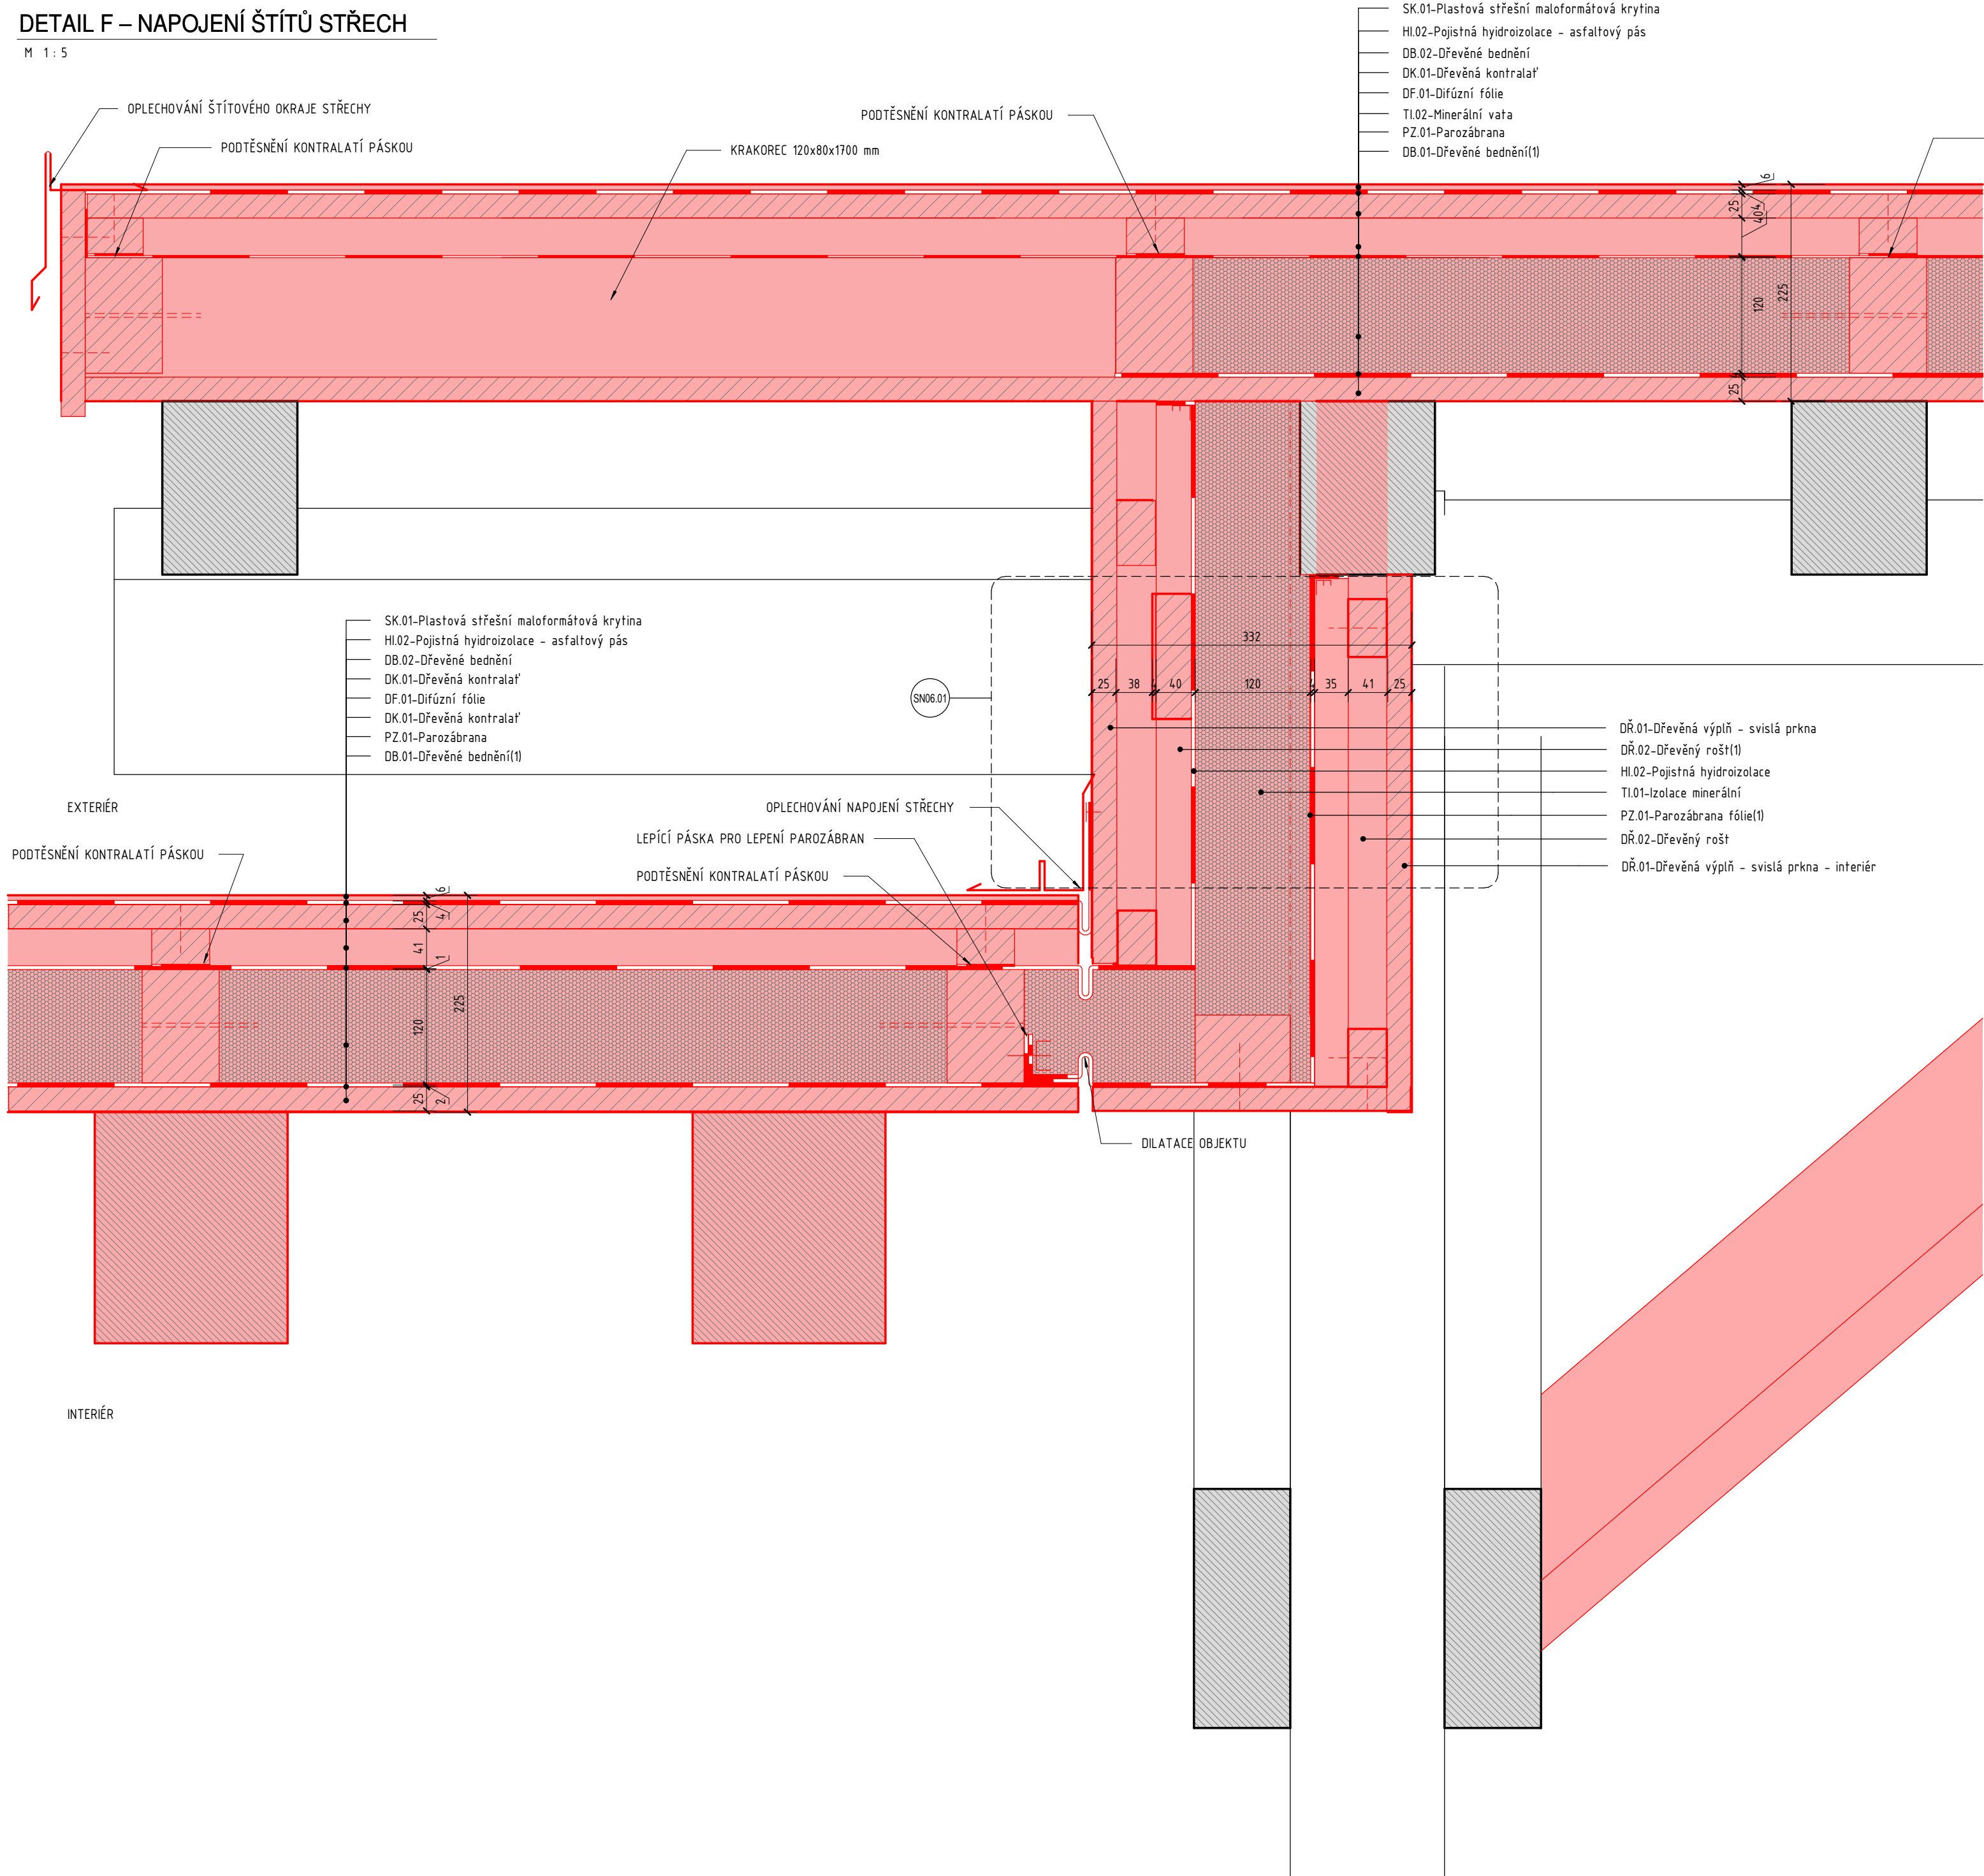 DETAIL F – NAPOJENÍ ŠTÍTŮ STŘECH
M 1:5
SK.01-Plastová střešní maloformátová krytina
HI.02-Pojistná hyidroizolace - asfaltový pás
DB.02-Dřevěné bednění
DK.01-Dřevěná kontralať
DF.01-Difúzní fólie
TI.02-Minerální vata
PZ.01-Parozábrana
DB.01-Dřevěné bednění(1)
OPLECHOVÁNÍ ŠTÍTOVÉHO OKRAJE STŘECHY
PODTĚSNĚNÍ KONTRALATÍ PÁSKOU
KRAKOREC 120x80x1700 mm
PODTĚSNĚNÍ KONTRALATÍ PÁSKOU
6
25
404
120
225
25
SK.01-Plastová střešní maloformátová krytina
HI.02-Pojistná hyidroizolace - asfaltový pás
DB.02-Dřevěné bednění
DK.01-Dřevěná kontralať
DF.01-Difúzní fólie
DK.01-Dřevěná kontralať
PZ.01-Parozábrana
DB.01-Dřevěné bednění(1)
332
25 38 40 120 35 41 25
SN06.01
DŘ.01-Dřevěná výplň - svislá prkna
DŘ.02-Dřevěný rošt(1)
HI.02-Pojistná hyidroizolace
TI.01-Izolace minerální
PZ.01-Parozábrana fólie(1)
DŘ.02-Dřevěný rošt
DŘ.01-Dřevěná výplň - svislá prkna - interiér
EXTERIÉR
OPLECHOVÁNÍ NAPOJENÍ STŘECHY
LEPÍCÍ PÁSKA PRO LEPENÍ PAROZÁBRAN
PODTĚSNĚNÍ KONTRALATÍ PÁSKOU
PODTĚSNĚNÍ KONTRALATÍ PÁSKOU
6
25
4
41
1
225
120
25
2
DILATACE OBJEKTU
INTERIÉR